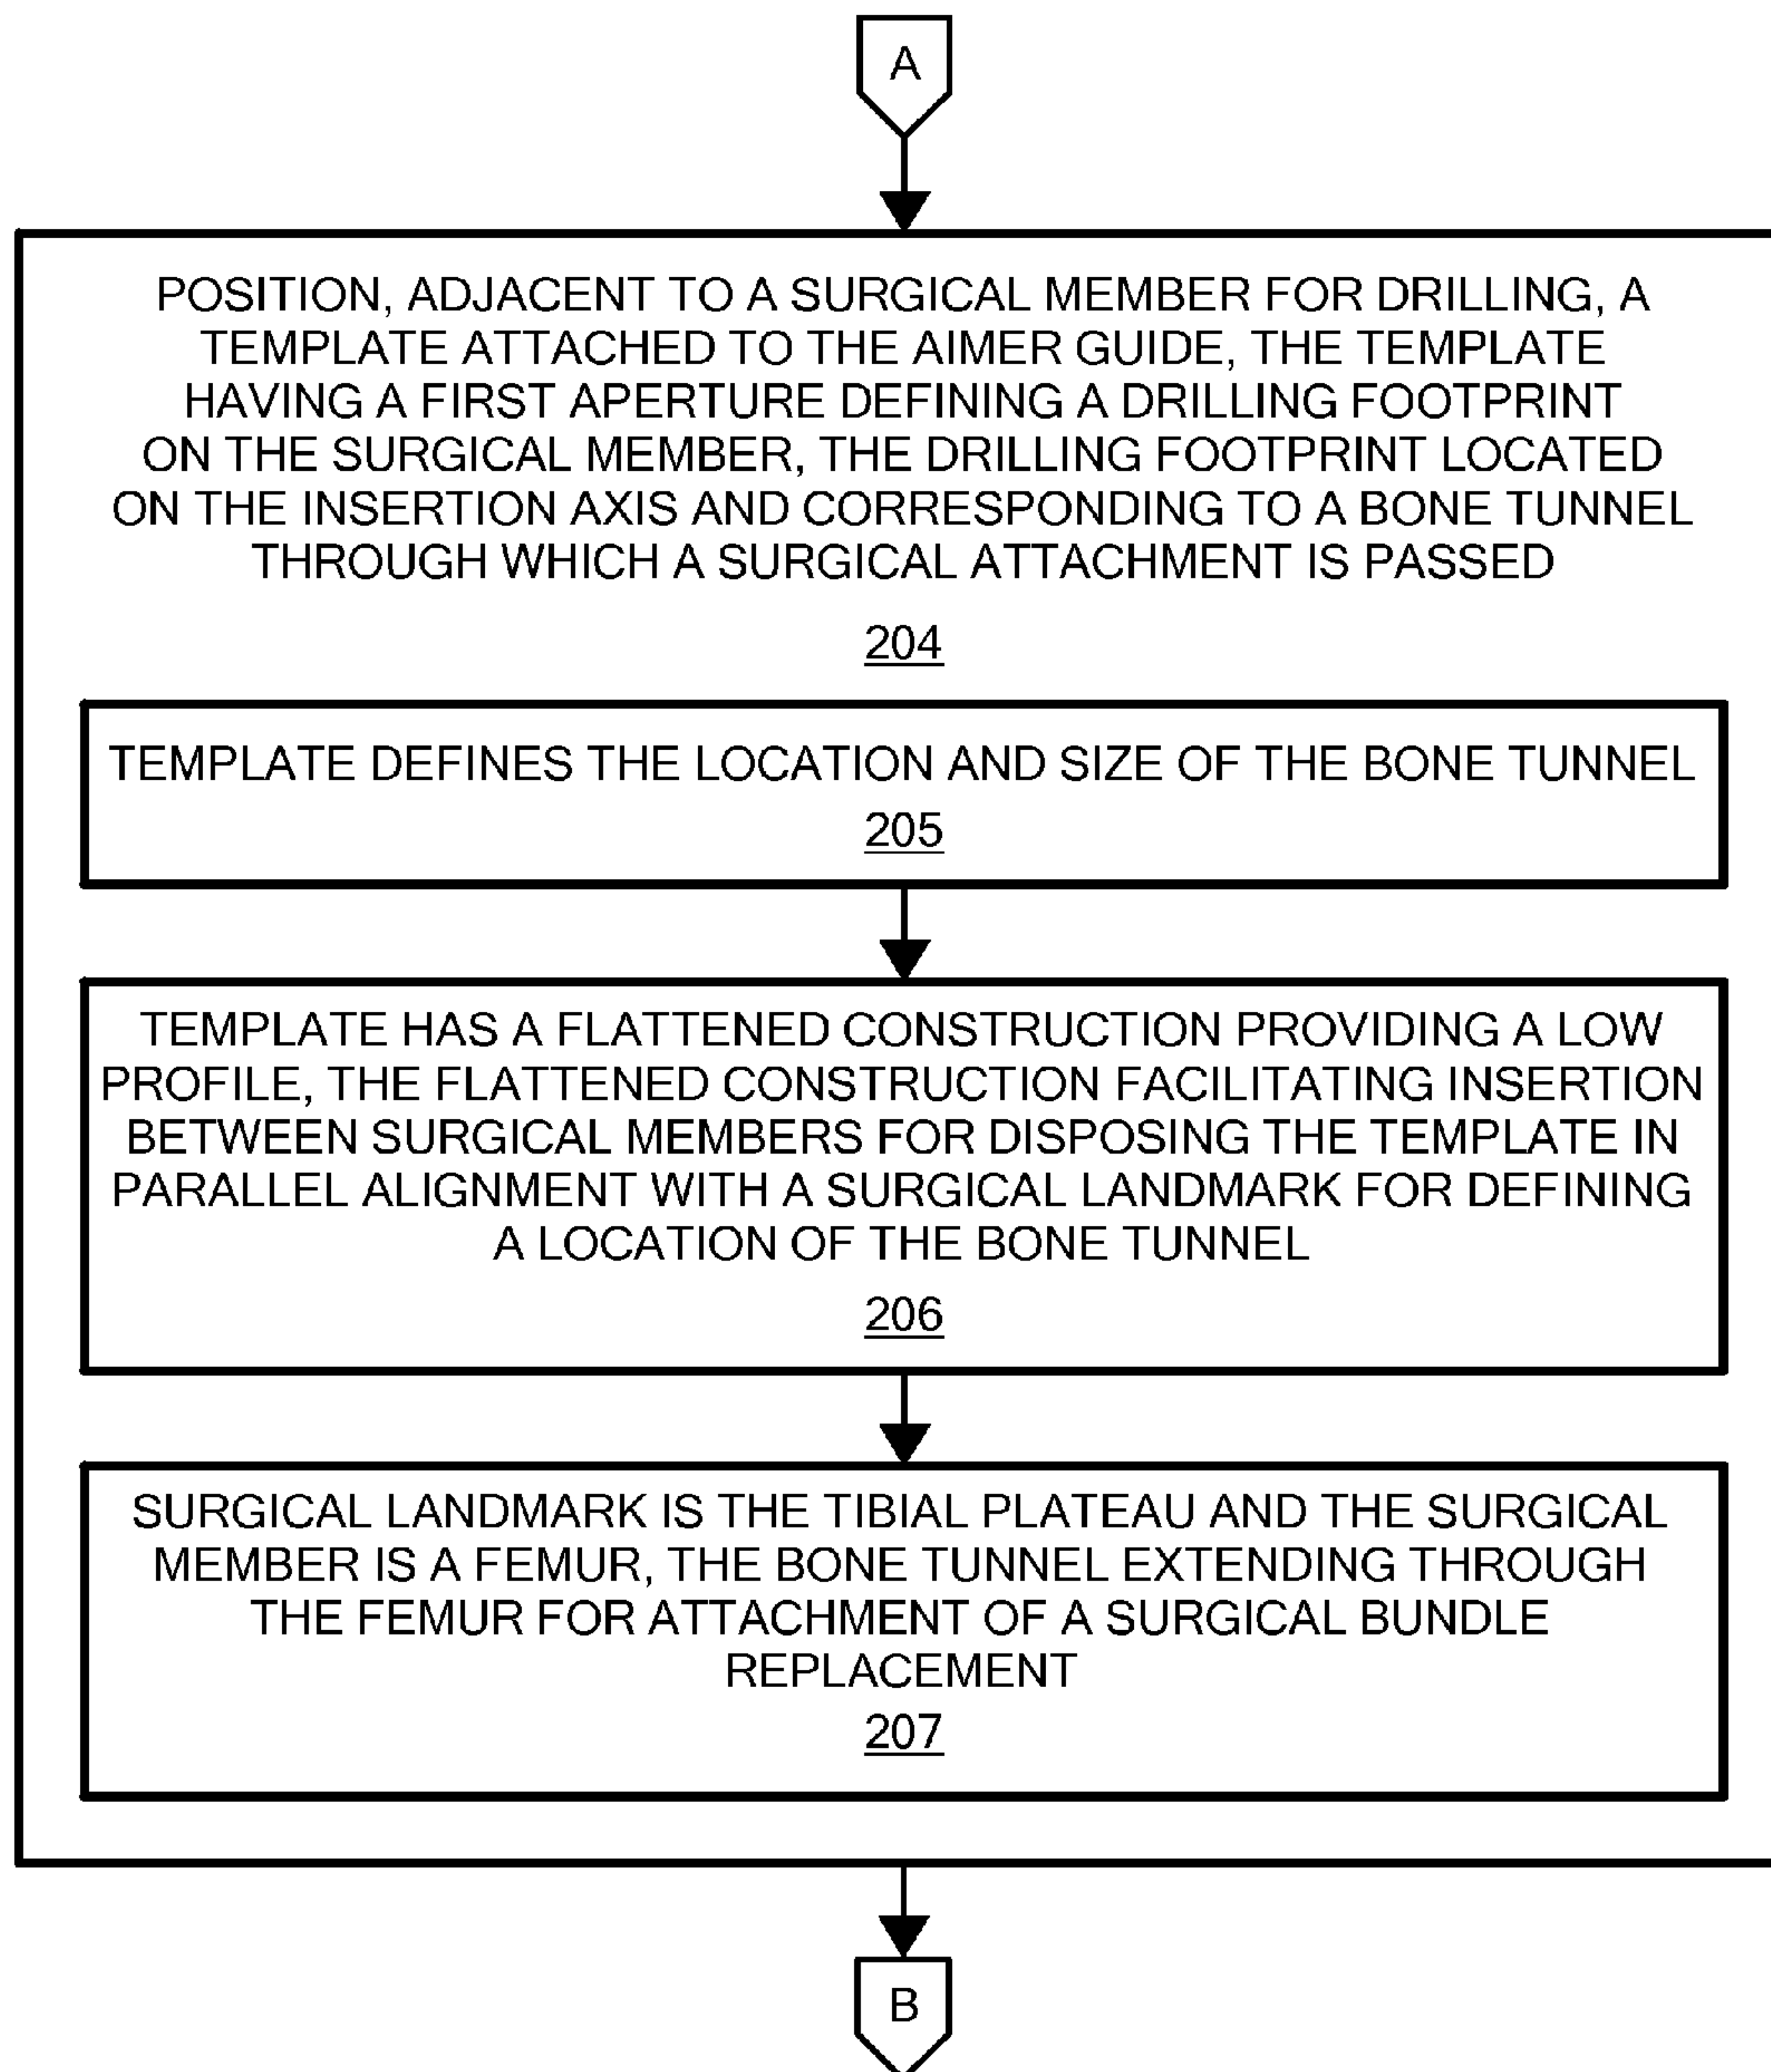 A
POSITION, ADJACENT TO A SURGICAL MEMBER FOR DRILLING, A
TEMPLATE ATTACHED TO THE AIMER GUIDE, THE TEMPLATE
HAVING A FIRST APERTURE DEFINING A DRILLING FOOTPRINT
ON THE SURGICAL MEMBER, THE DRILLING FOOTPRINT LOCATED
ON THE INSERTION AXIS AND CORRESPONDING TO A BONE TUNNEL
THROUGH WHICH A SURGICAL ATTACHMENT IS PASSED
204
TEMPLATE DEFINES THE LOCATION AND SIZE OF THE BONE TUNNEL
205
TEMPLATE HAS A FLATTENED CONSTRUCTION PROVIDING A LOW
PROFILE, THE FLATTENED CONSTRUCTION FACILITATING INSERTION
BETWEEN SURGICAL MEMBERS FOR DISPOSING THE TEMPLATE IN
PARALLEL ALIGNMENT WITH A SURGICAL LANDMARK FOR DEFINING
A LOCATION OF THE BONE TUNNEL
206
SURGICAL LANDMARK IS THE TIBIAL PLATEAU AND THE SURGICAL
MEMBER IS A FEMUR, THE BONE TUNNEL EXTENDING THROUGH
THE FEMUR FOR ATTACHMENT OF A SURGICAL BUNDLE
REPLACEMENT
207
B